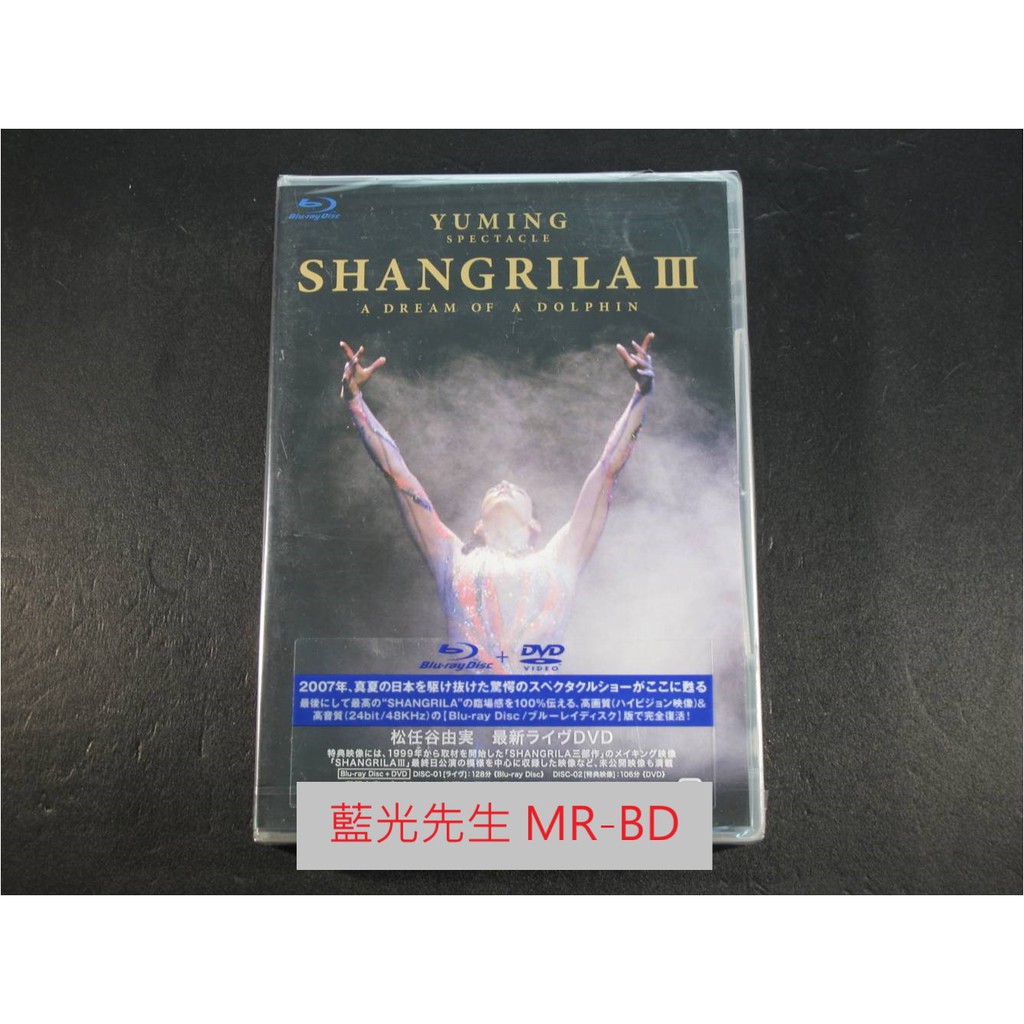 Blu-ray Disc
YUMING
SPECTACLE
SHANGRILA III
A DREAM OF A DOLPHIN
Blu-ray Disc + DVD VIDEO
2007年、真夏の日本を駆け抜けた驚愕のスペクタクルショーがここに甦る
最後にして最高の“SHANGRILA”の臨場感を100%伝える、高画質(ハイビジョン映像)&
高音質(24bit/48KHz)の【Blu-ray Disc/ブルーレイディスク】版で完全復活!
松任谷由実 最新ライヴDVD
特典映像には、1999年から取材を開始した「SHANGRILA三部作」のメイキング映像
「SHANGRILAⅢ」最終日公演の模様を中心に収録した映像など、未公開映像も満載
Blu-ray Disc+DVD DISC-01[ライヴ]:128分《Blu-ray Disc》 DISC-02[特典映像]:106分《DVD》
藍光先生 MR-BD